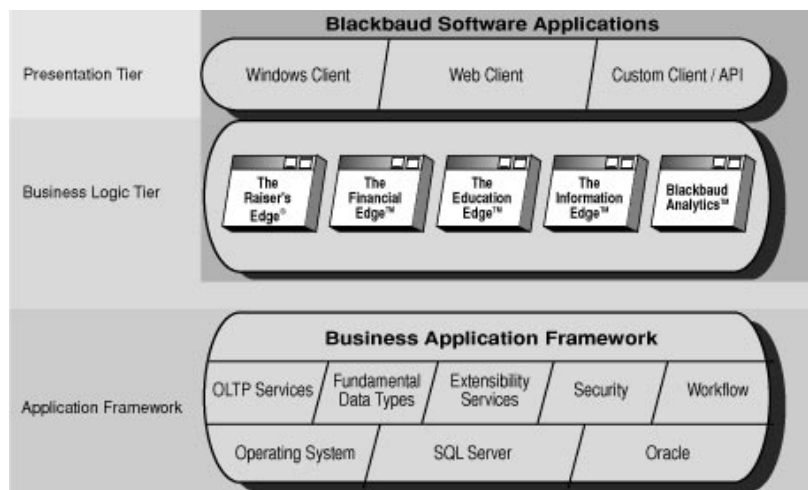 Blackbaud Software Applications
Presentation Tier
Windows Client
Web Client
Custom Client / API
Business Logic Tier
The
Raiser's
Edge®
The
Financial
Edge™
The
Education
Edge™
The
Information
Edge™
Blackbaud
Analytics™
Business Application Framework
Application Framework
OLTP Services
Fundamental
Data Types
Extensibility
Services
Security
Workflow
Operating System
SQL Server
Oracle